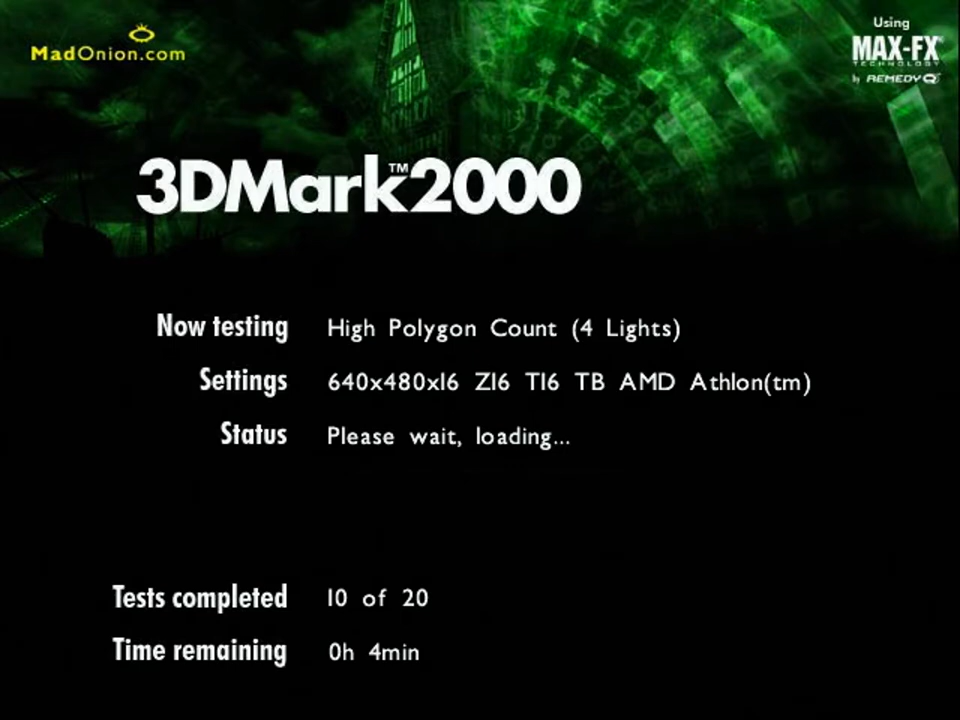 MadOnion.com
Using
MAX-FX
TECHNOLOGY
by REMEDY
3DMark™2000
Now testing High Polygon Count (4 Lights)
Settings 640x480x16 Z16 T16 TB AMD Athlon(tm)
Status Please wait, loading...
Tests completed 10 of 20
Time remaining 0h 4min